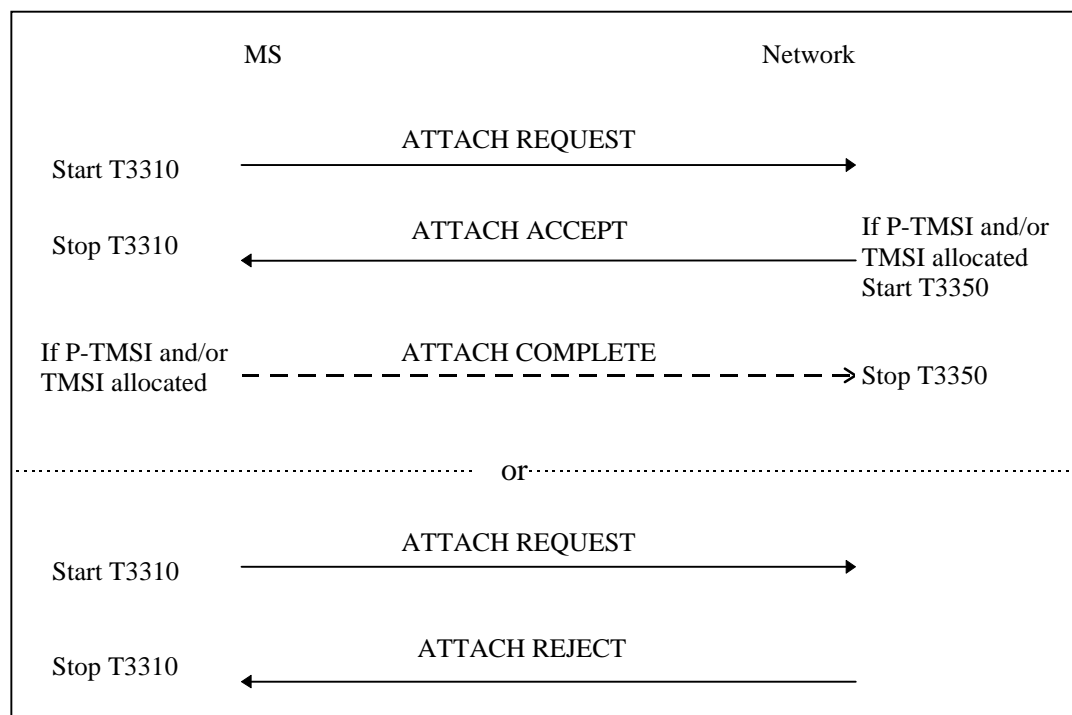 MS Network
ATTACH REQUEST
Start T3310
ATTACH ACCEPT
Stop T3310
If P-TMSI and/or
TMSI allocated
Start T3350
If P-TMSI and/or
TMSI allocated
ATTACH COMPLETE
Stop T3350
or
ATTACH REQUEST
Start T3310
ATTACH REJECT
Stop T3310